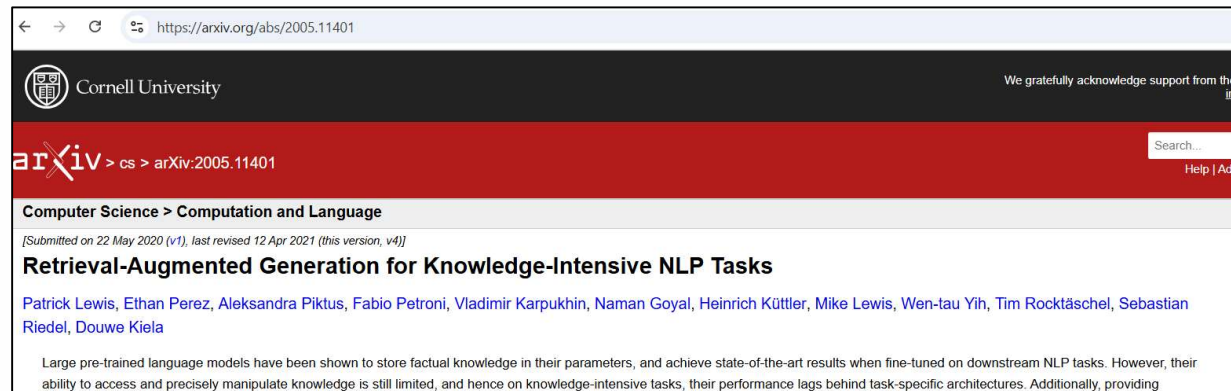 https://arxiv.org/abs/2005.11401
Cornell University
We gratefully acknowledge support from the
arXiv > cs > arXiv:2005.11401
Search...
Help | Ad
Computer Science > Computation and Language
[Submitted on 22 May 2020 (v1), last revised 12 Apr 2021 (this version, v4)]
Retrieval-Augmented Generation for Knowledge-Intensive NLP Tasks
Patrick Lewis, Ethan Perez, Aleksandra Piktus, Fabio Petroni, Vladimir Karpukhin, Naman Goyal, Heinrich Küttler, Mike Lewis, Wen-tau Yih, Tim Rocktäschel, Sebastian
Riedel, Douwe Kiela
Large pre-trained language models have been shown to store factual knowledge in their parameters, and achieve state-of-the-art results when fine-tuned on downstream NLP tasks. However, their
ability to access and precisely manipulate knowledge is still limited, and hence on knowledge-intensive tasks, their performance lags behind task-specific architectures. Additionally, providing